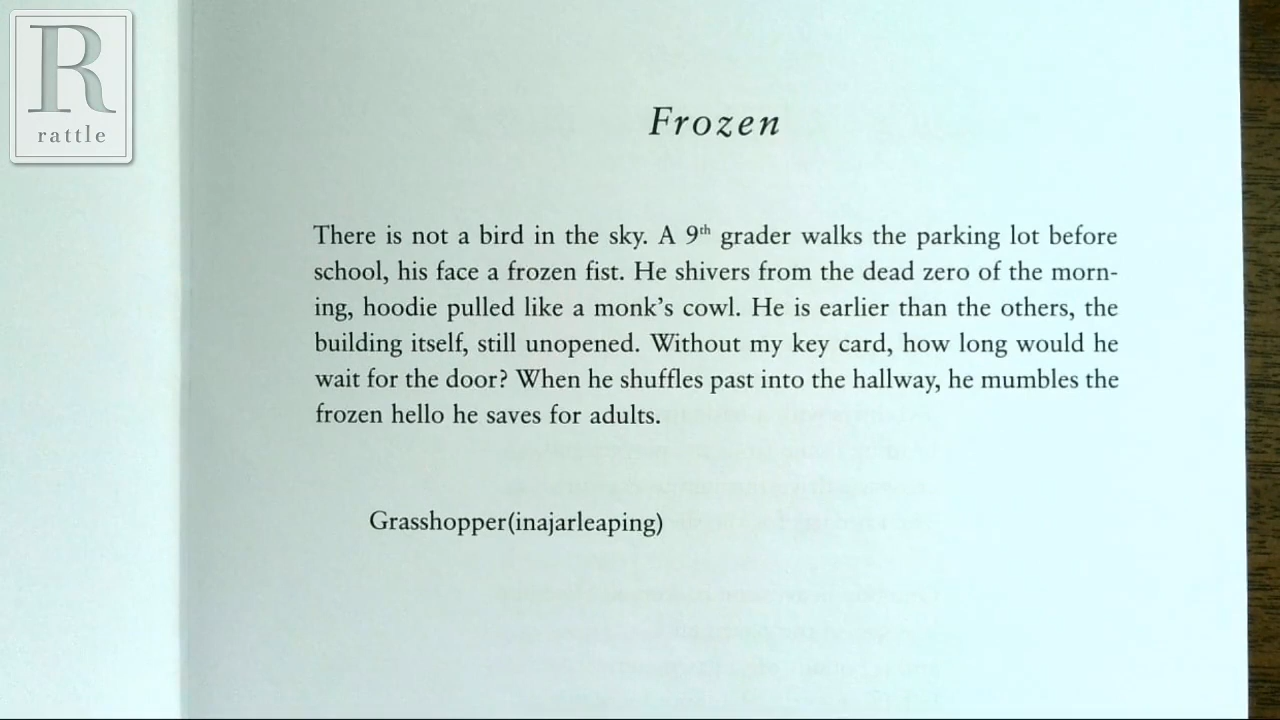 R
rattle
Frozen
There is not a bird in the sky. A 9th grader walks the parking lot before
school, his face a frozen fist. He shivers from the dead zero of the morn-
ing, hoodie pulled like a monk's cowl. He is earlier than the others, the
building itself, still unopened. Without my key card, how long would he
wait for the door? When he shuffles past into the hallway, he mumbles the
frozen hello he saves for adults.
Grasshopper(inajarleaping)